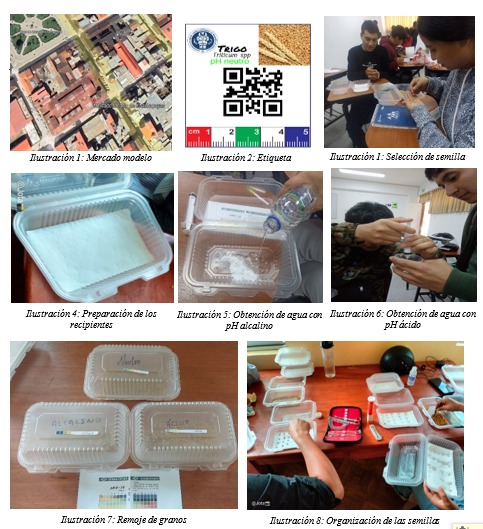 Trigo
Triticum spp
pH neutro
cm 1 2 3 4 5
Ilustración 1: Mercado modelo
Ilustración 2: Etiqueta
Ilustración 1: Selección de semilla
Ilustración 4: Preparación de los
recipientes
Ilustración 5: Obtención de agua con
pH alcalino
Ilustración 6: Obtención de agua con
pH ácido
Neutro
ALCALINO
Ilustración 7: Remoje de granos
Ilustración 8: Organización de las semillas